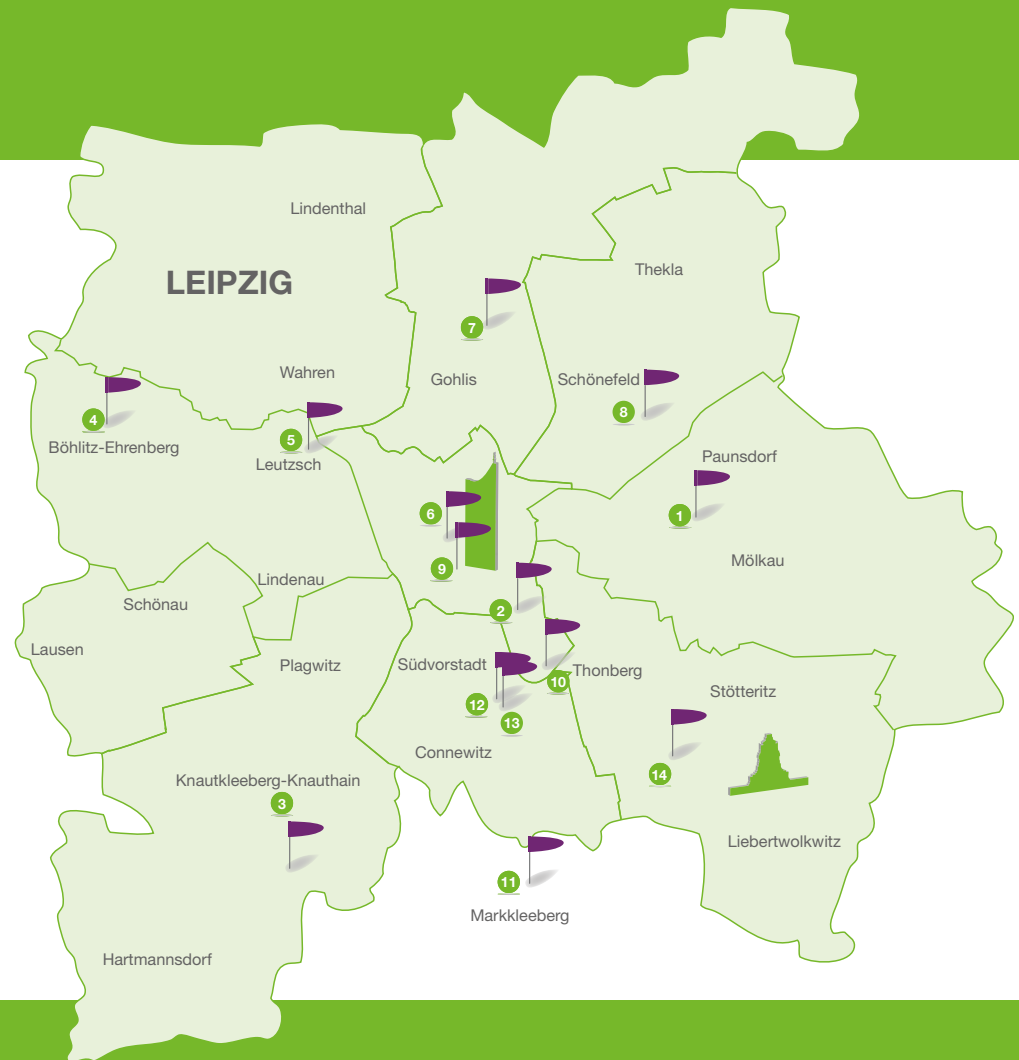 Lindenthal
LEIPZIG
Thekla
7
Wahren
Gohlis
Schönefeld
8
4
Böhlitz-Ehrenberg
5
Leutzsch
Paunsdorf
1
6
Mölkau
9
Lindenau
Schönau
2
Lausen
Plagwitz
Südvorstadt
Thonberg
10
Stötteritz
12
13
Connewitz
14
Knautkleeberg-Knauthain
3
Liebertwolkwitz
11
Markkleeberg
Hartmannsdorf